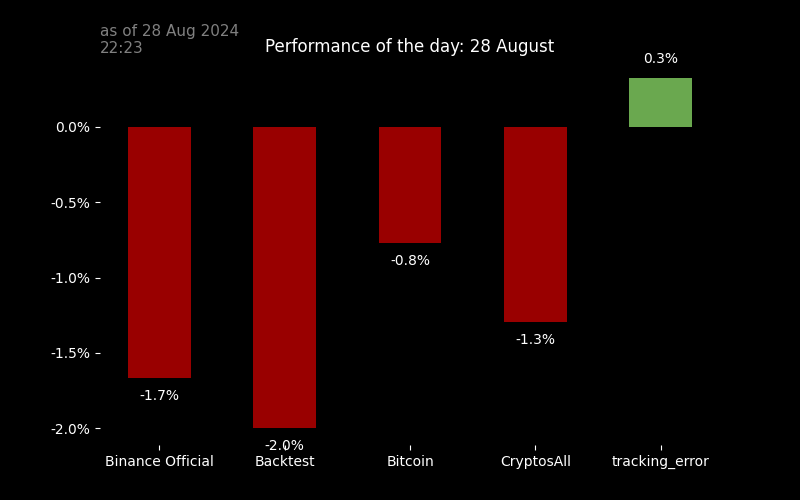 as of 28 Aug 2024
22:23
Performance of the day: 28 August
0.3%
0.0%
-0.5%
-1.0%
-1.5%
-2.0%
-1.7%
-2.0%
-0.8%
-1.3%
Binance Official
Backtest
Bitcoin
CryptosAll
tracking_error